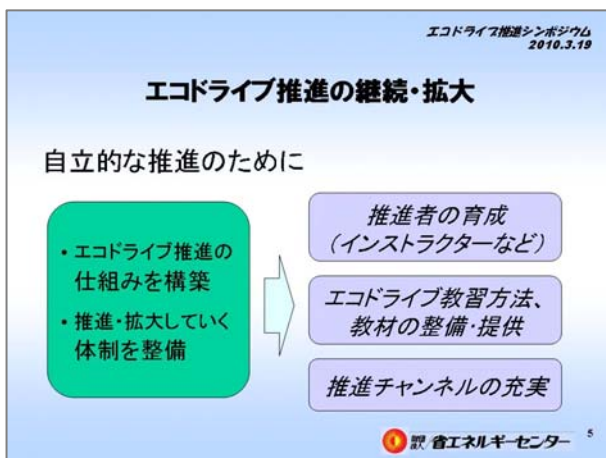 エコドライブ推進シンポジウム
2010.3.19
エコドライブ推進の継続・拡大
自立的な推進のために
・エコドライブ推進の
仕組みを構築
・推進・拡大していく
体制を整備
推進者の育成
（インストラクターなど）
エコドライブ教習方法、
教材の整備・提供
推進チャンネルの充実
省エネルギーセンター
5